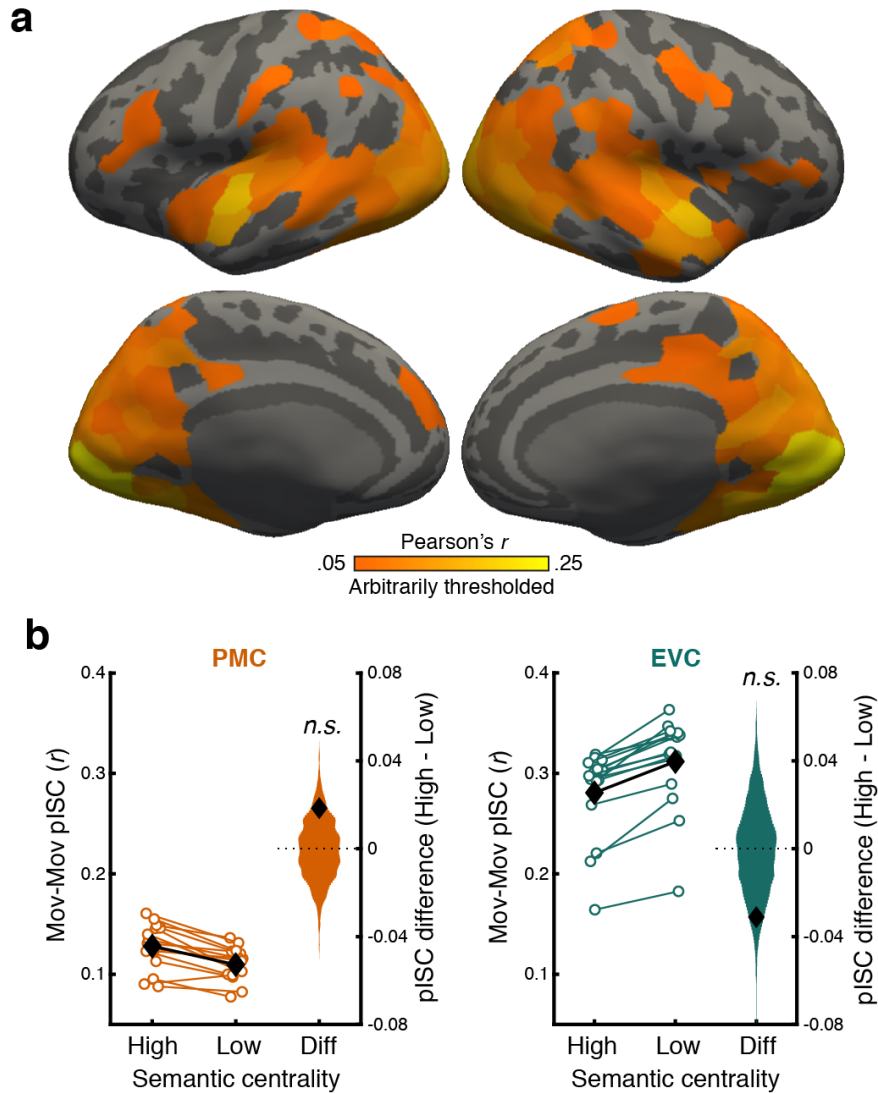 a
Pearson's r
.05 .25
Arbitrarily thresholded
b
PMC
0.4
0.3
0.2
0.1
Mov-Mov pISC (r)
n.s.
0.08
0.04
0
-0.04
-0.08
pISC difference (High - Low)
High Low Diff
Semantic centrality
EVC
0.4
0.3
0.2
0.1
Mov-Mov pISC (r)
n.s.
0.08
0.04
0
-0.04
-0.08
pISC difference (High - Low)
High Low Diff
Semantic centrality